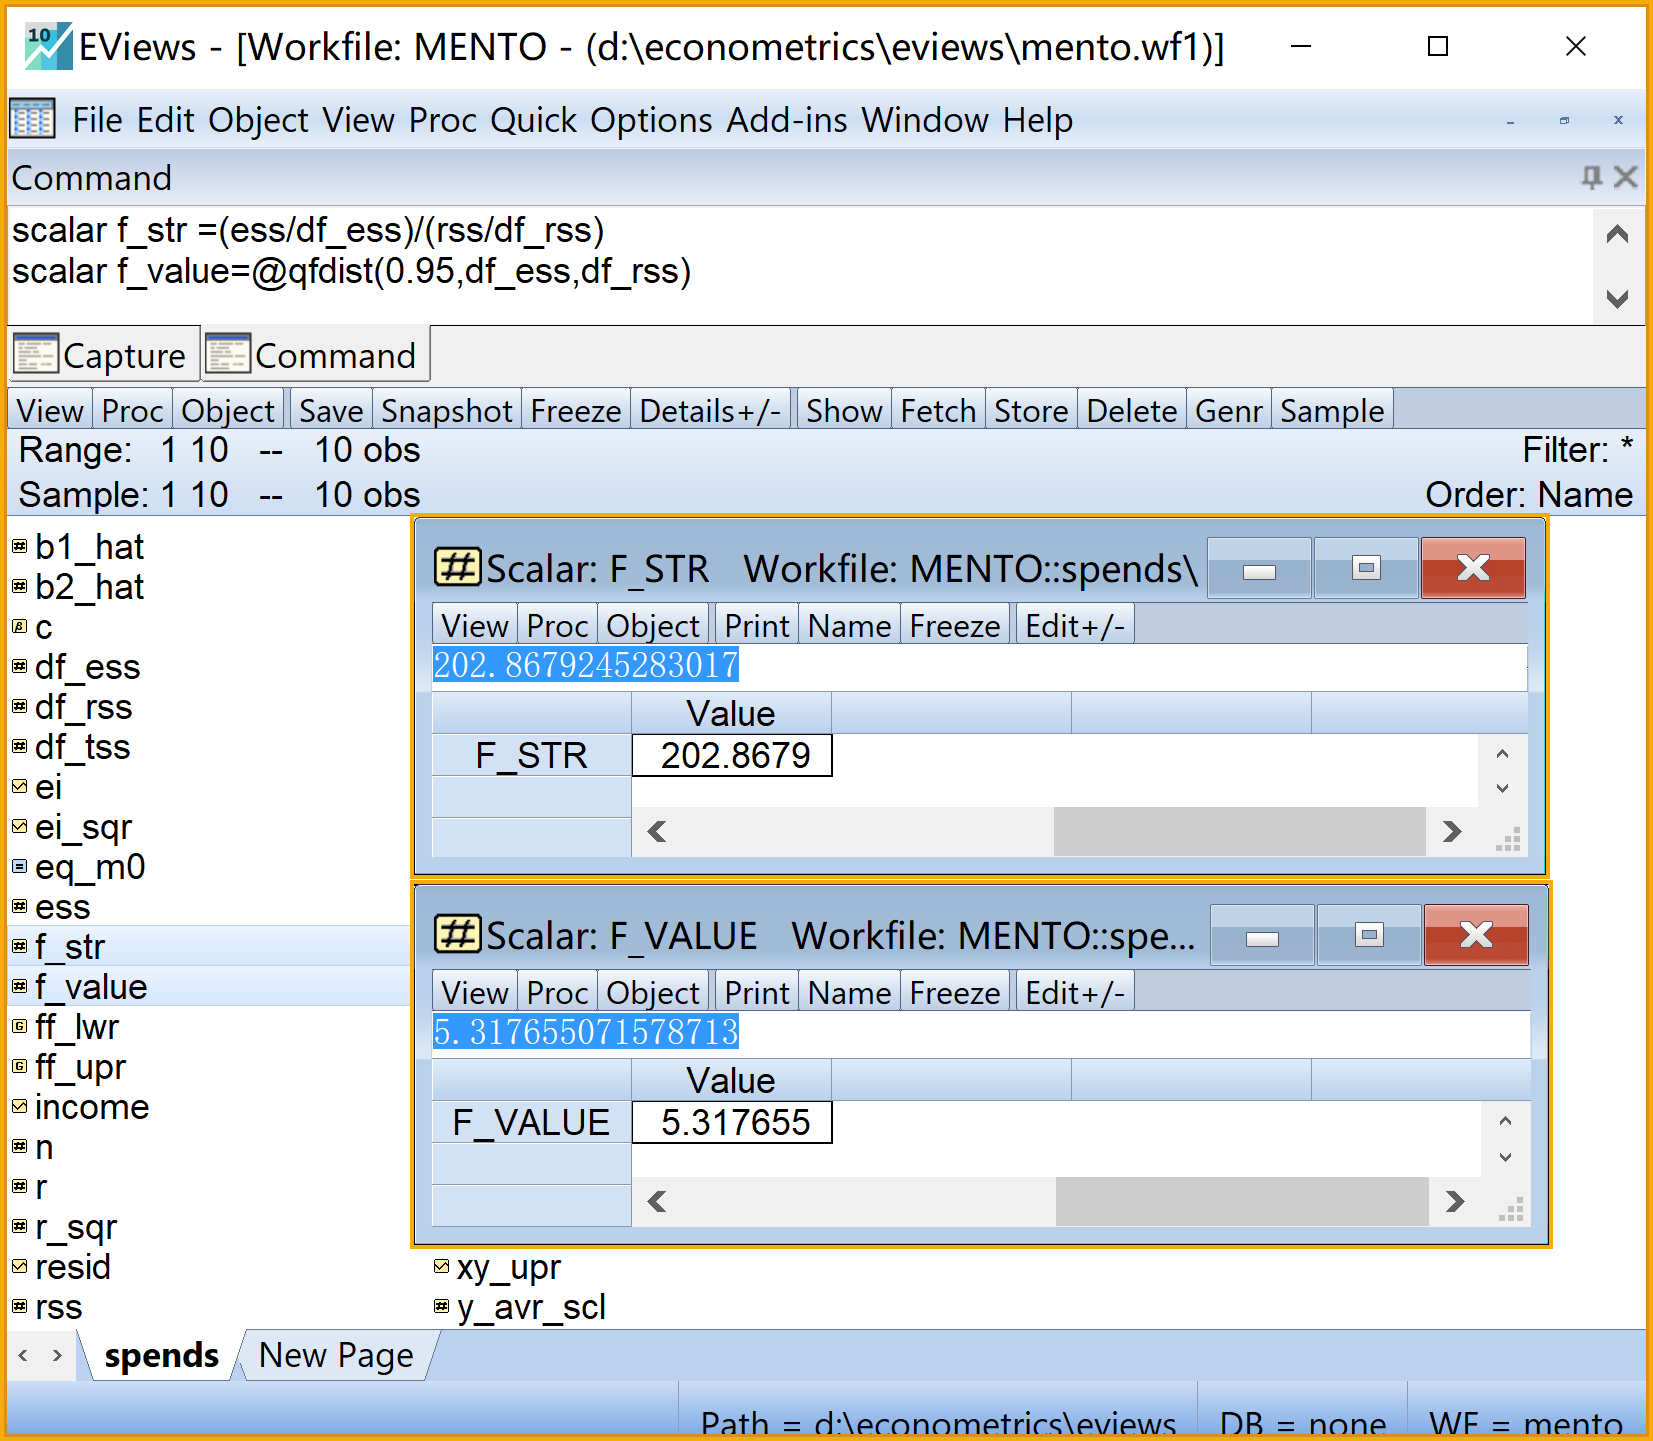 10 EViews - [Workfile: MENTO - (d:\econometrics\eviews\mento.wf1)]
File Edit Object View Proc Quick Options Add-ins Window Help
Command
scalar f_str =(ess/df_ess)/(rss/df_rss)
scalar f_value=@qfdist(0.95,df_ess,df_rss)
Capture Command
View Proc Object Save Snapshot Freeze Details+/- Show Fetch Store Delete Genr Sample
Range: 1 10 -- 10 obs Filter: *
Sample: 1 10 -- 10 obs Order: Name
b1_hat
b2_hat
c
df_ess
df_rss
df_tss
ei
ei_sqr
eq_m0
ess
f_str
f_value
ff_lwr
ff_upr
income
n
r
r_sqr
resid
rss
Scalar: F_STR Workfile: MENTO::spends\
View Proc Object Print Name Freeze Edit+/-
202.8679245283017
Value
F_STR 202.8679
Scalar: F_VALUE Workfile: MENTO::spe...
View Proc Object Print Name Freeze Edit+/-
5.317655071578713
Value
F_VALUE 5.317655
xy_upr
y_avr_scl
spends New Page
Path = d:\econometrics\eviews DB = none WF = mento